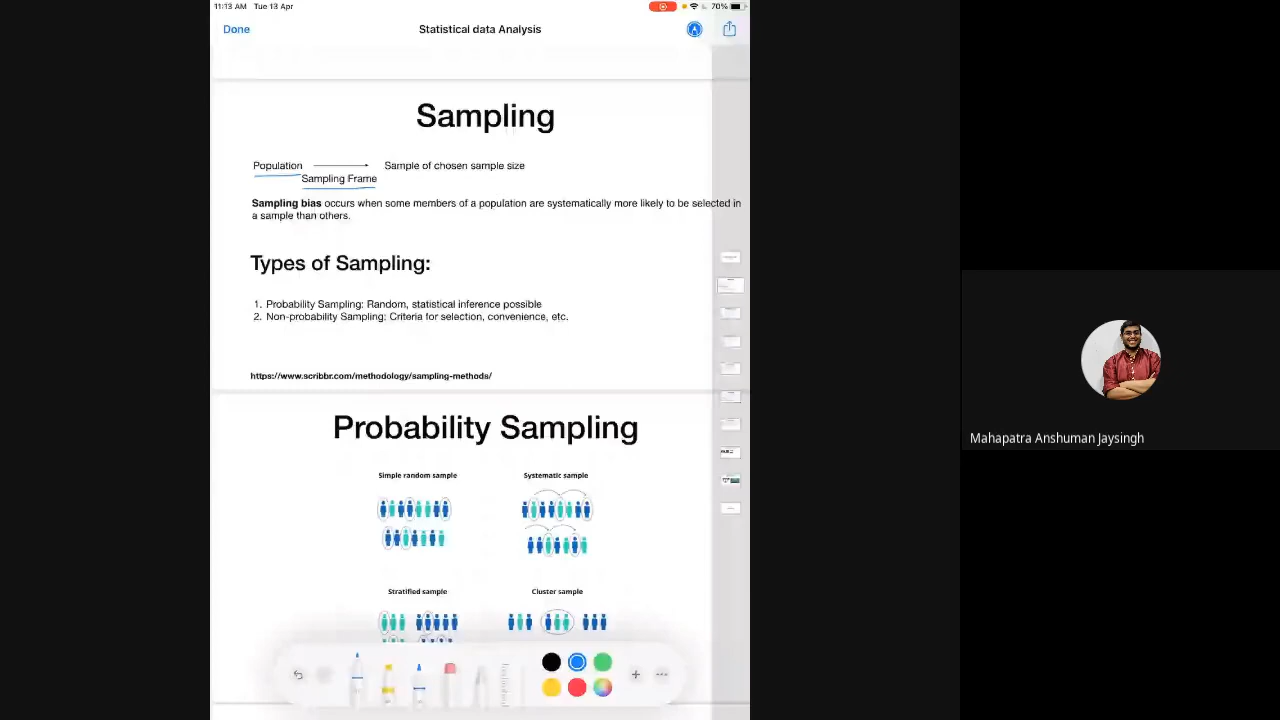 11:13 AM Tue 13 Apr
70%
Done
Statistical data Analysis
Sampling
Population
Sample of chosen sample size
Sampling Frame
Sampling bias occurs when some members of a population are systematically more likely to be selected in
a sample than others.
Types of Sampling:
1. Probability Sampling: Random, statistical inference possible
2. Non-probability Sampling: Criteria for selection, convenience, etc.
https://www.scribbr.com/methodology/sampling-methods/
Probability Sampling
Simple random sample
Systematic sample
Stratified sample
Cluster sample
Mahapatra Anshuman Jaysingh